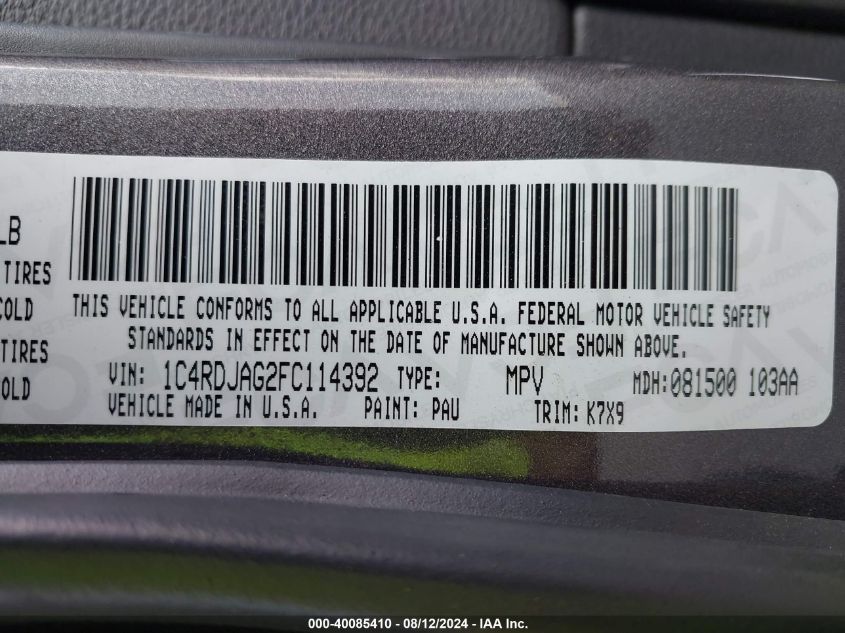 LB
TIRES
COLD
TIRES
OLD
THIS VEHICLE CONFORMS TO ALL APPLICABLE U.S.A. FEDERAL MOTOR VEHICLE SAFETY
STANDARDS IN EFFECT ON THE DATE OF MANUFACTURE SHOWN ABOVE.
VIN: 1C4RDJAG2FC114392 TYPE: MPV MDH:081500 103AA
VEHICLE MADE IN U.S.A. PAINT: PAU TRIM: K7X9
000-40085410 - 08/12/2024 - IAA Inc.